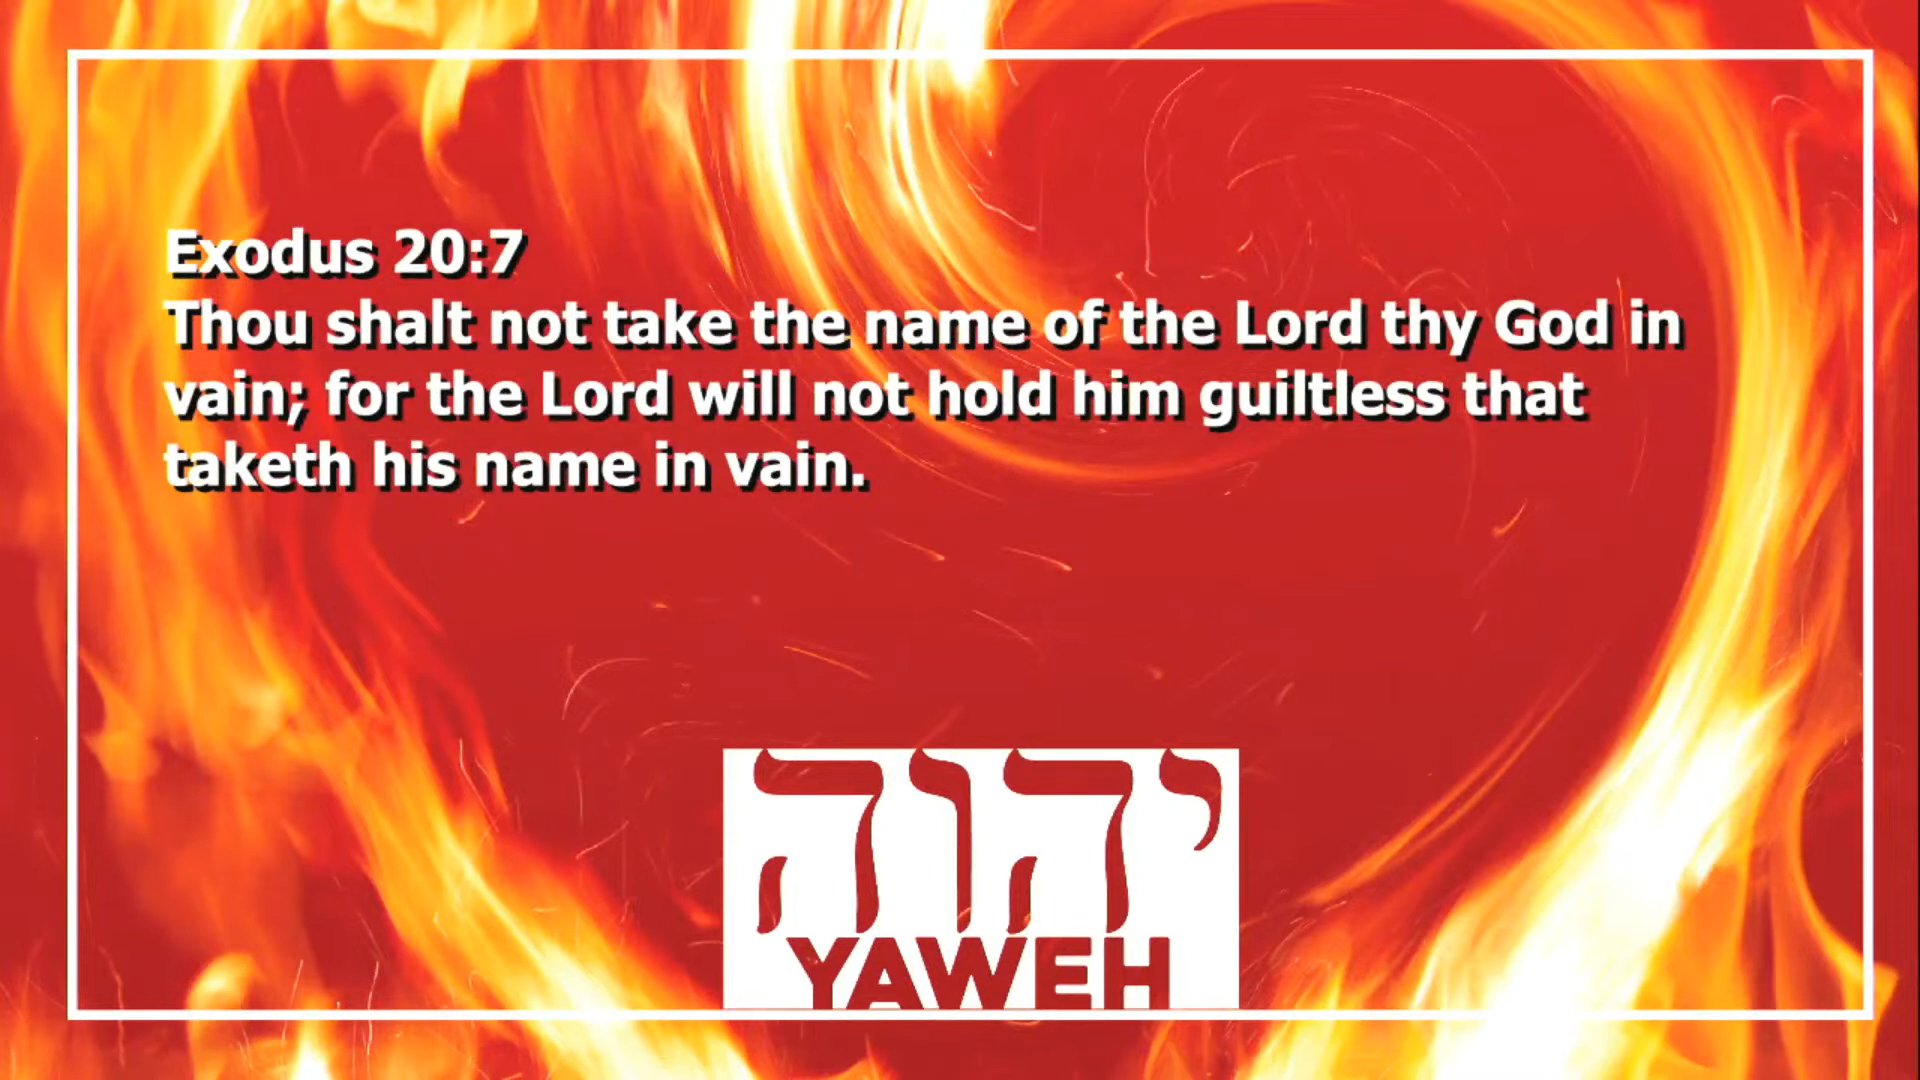 Exodus 20:7
Thou shalt not take the name of the Lord thy God in
vain; for the Lord will not hold him guiltless that
taketh his name in vain.
יהוה
YAWEH